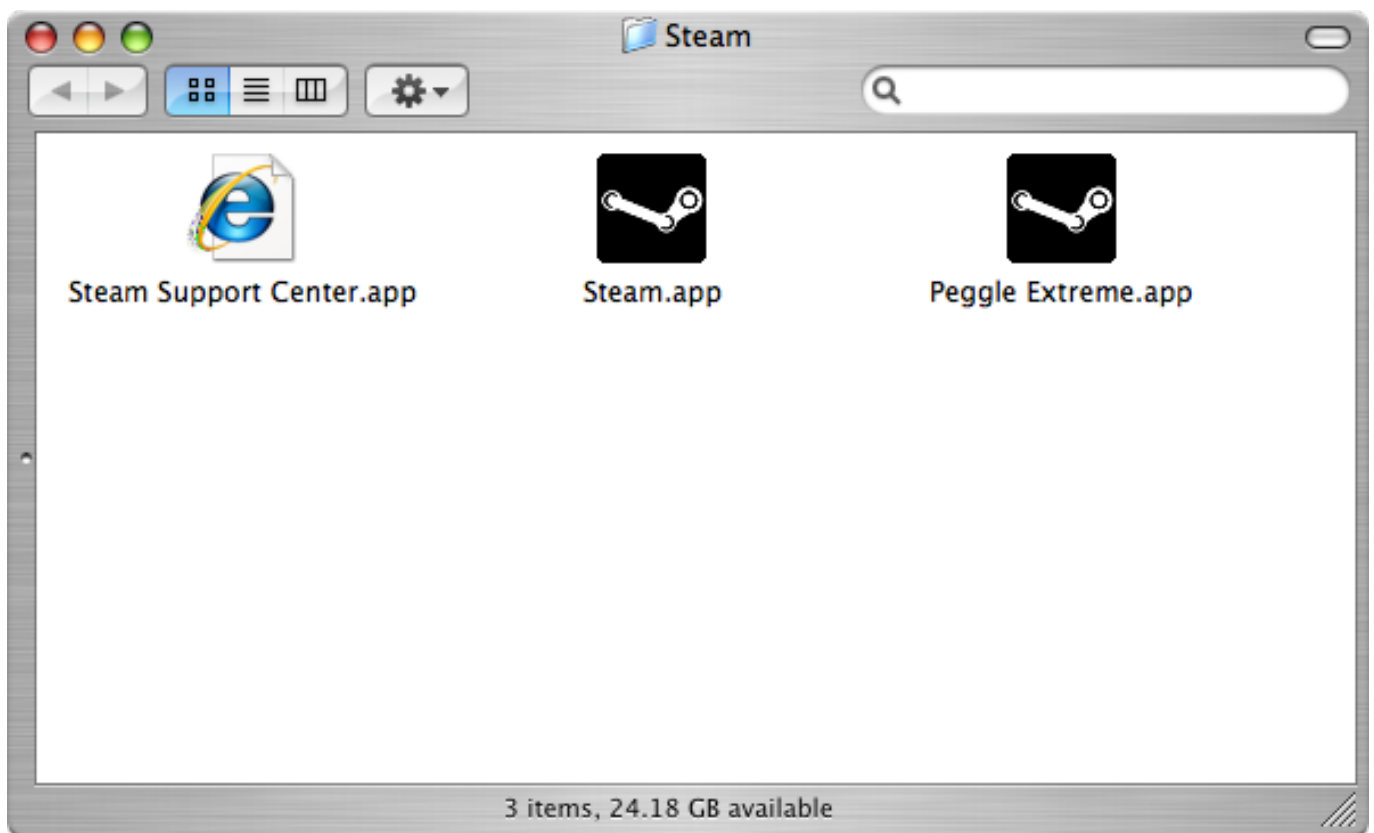 Steam
Steam Support Center.app
Steam.app
Peggle Extreme.app
3 items, 24.18 GB available